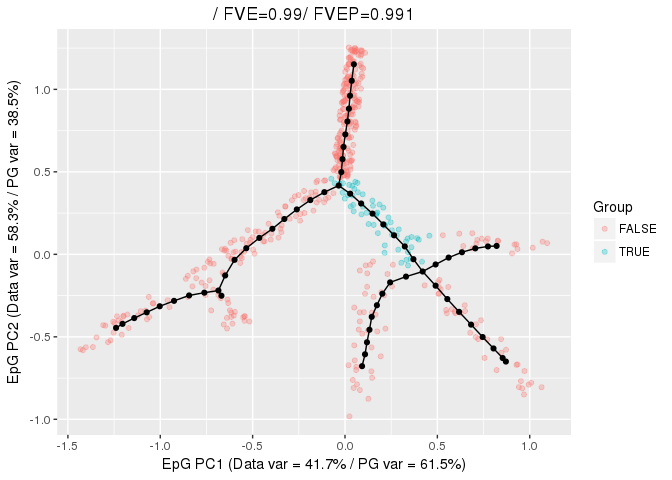 / FVE=0.99/ FVEP=0.991
EpG PC2 (Data var = 58.3% / PG var = 38.5%)
1.0
0.5
0.0
-0.5
-1.0
-1.5
-1.0
-0.5
0.0
0.5
1.0
EpG PC1 (Data var = 41.7% / PG var = 61.5%)
Group
FALSE
TRUE